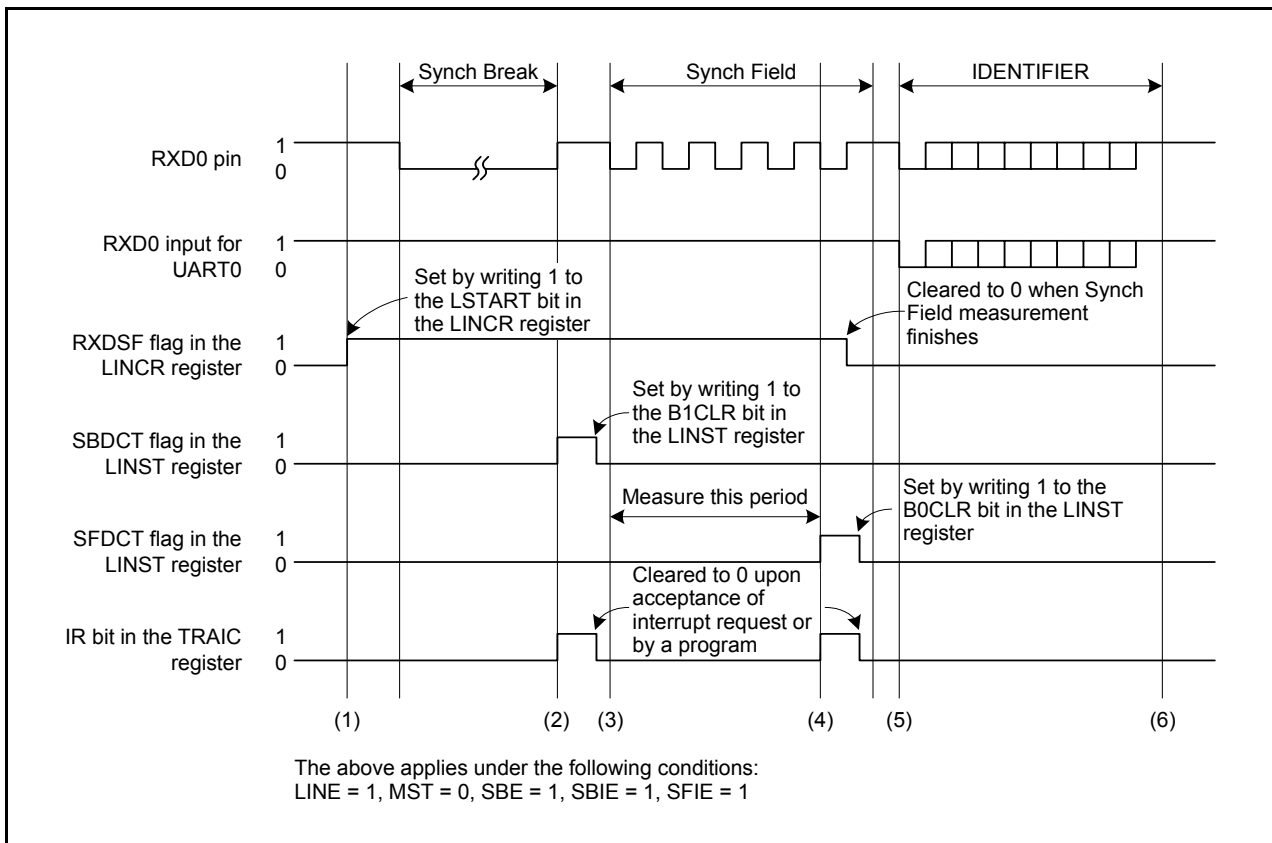 Synch Break
Synch Field
IDENTIFIER
RXD0 pin
1
0
RXD0 input for
UART0
1
0
Set by writing 1 to
the LSTART bit in
the LINCR register
Cleared to 0 when Synch
Field measurement
finishes
RXDSF flag in the
LINCR register
1
0
Set by writing 1 to
the B1CLR bit in
the LINST register
SBDCT flag in the
LINST register
1
0
Measure this period
Set by writing 1 to the
B0CLR bit in the LINST
register
SFDCT flag in the
LINST register
1
0
Cleared to 0 upon
acceptance of
interrupt request or
by a program
IR bit in the TRAIC
register
1
0
(1)
(2)
(3)
(4)
(5)
(6)
The above applies under the following conditions:
LINE = 1, MST = 0, SBE = 1, SBIE = 1, SFIE = 1